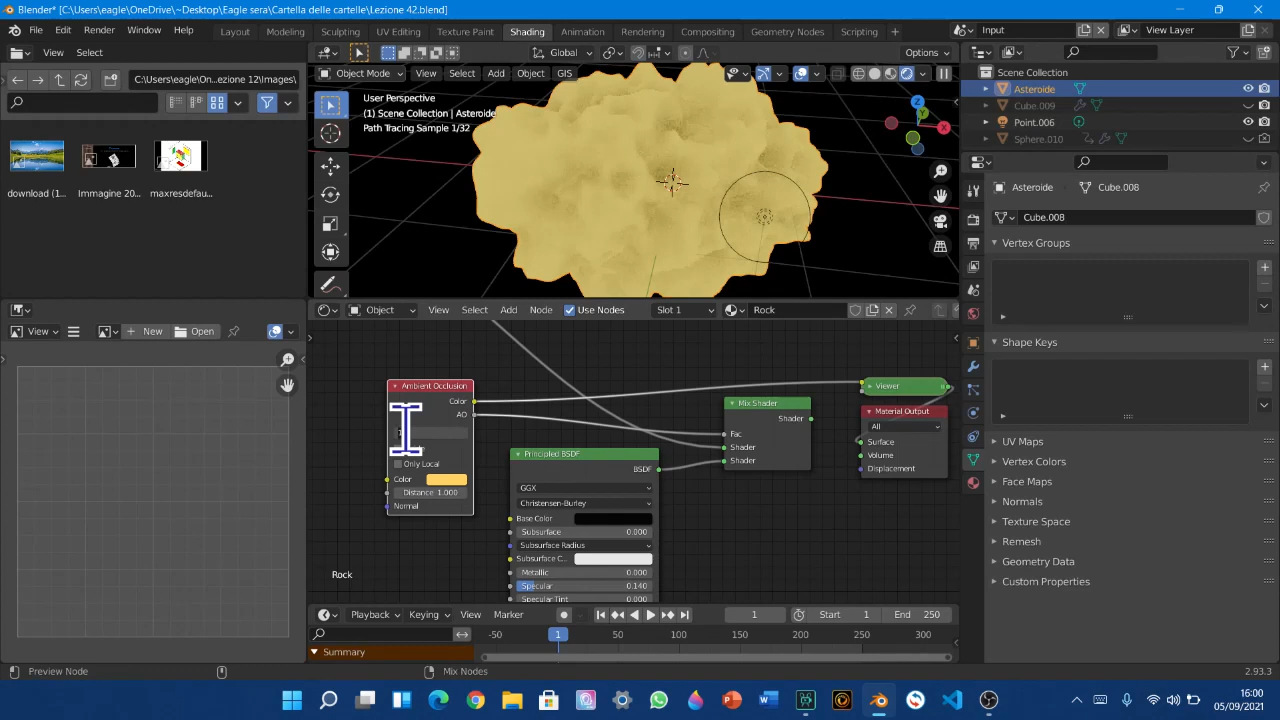 Blender* [C:\Users\eagle\OneDrive\~Desktop\Eagle sera\Cartella delle cartelle\Lezione 42.blend]
File Edit Render Window Help Layout Modeling Sculpting UV Editing Texture Paint Shading Animation Rendering Compositing Geometry Nodes Scripting + Input View Layer
View Select Global Options
C:\Users\eagle\On...ezione 12\Images\
Object Mode View Select Add Object GIS
Scene Collection
Asteroide
Cube.009
Point.006
Sphere.010
User Perspective
(1) Scene Collection | Asteroide
Path Tracing Sample 1/32
download (1...
Immagine 20...
maxresdefau...
Asteroide Cube.008
Cube.008
Vertex Groups
Shape Keys
UV Maps
Vertex Colors
Face Maps
Normals
Texture Space
Remesh
Geometry Data
Custom Properties
View New Open
Object View Select Add Node Use Nodes Slot 1 Rock
Ambient Occlusion
Color
AO
Only Local
Color
Distance 1.000
Normal
Principled BSDF
BSDF
GGX
Christensen-Burley
Base Color
Subsurface 0.000
Subsurface Radius
Subsurface C...
Metallic 0.000
Specular 0.140
Specular Tint 0.000
Mix Shader
Shader
Fac
Shader
Shader
Viewer
Material Output
All
Surface
Volume
Displacement
Rock
Playback Keying View Marker 1 Start 1 End 250
-50 1 50 100 150 200 250 300
Summary
Preview Node Mix Nodes 2.93.3
16:00
05/09/2021